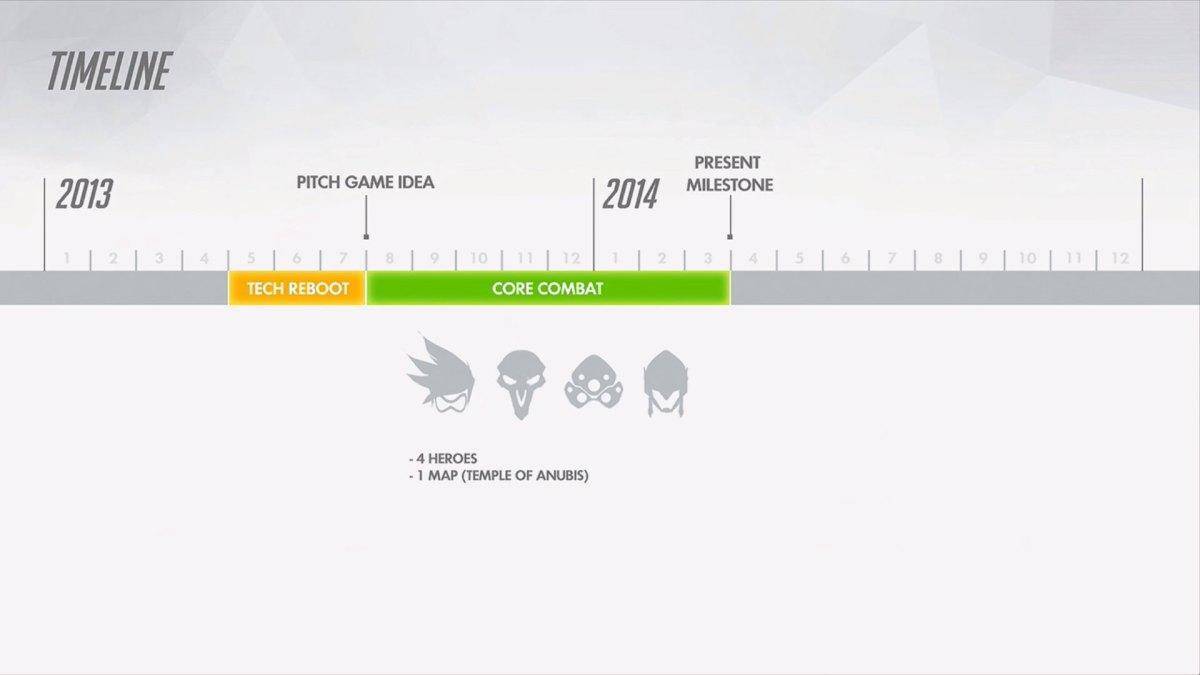 TIMELINE
PRESENT
MILESTONE
2013
PITCH GAME IDEA
2014
1 2 3 4 5 6 7 8 9 10 11 12 1 2 3 4 5 6 7 8 9 10 11 12
TECH REBOOT
CORE COMBAT
- 4 HEROES
- 1 MAP (TEMPLE OF ANUBIS)